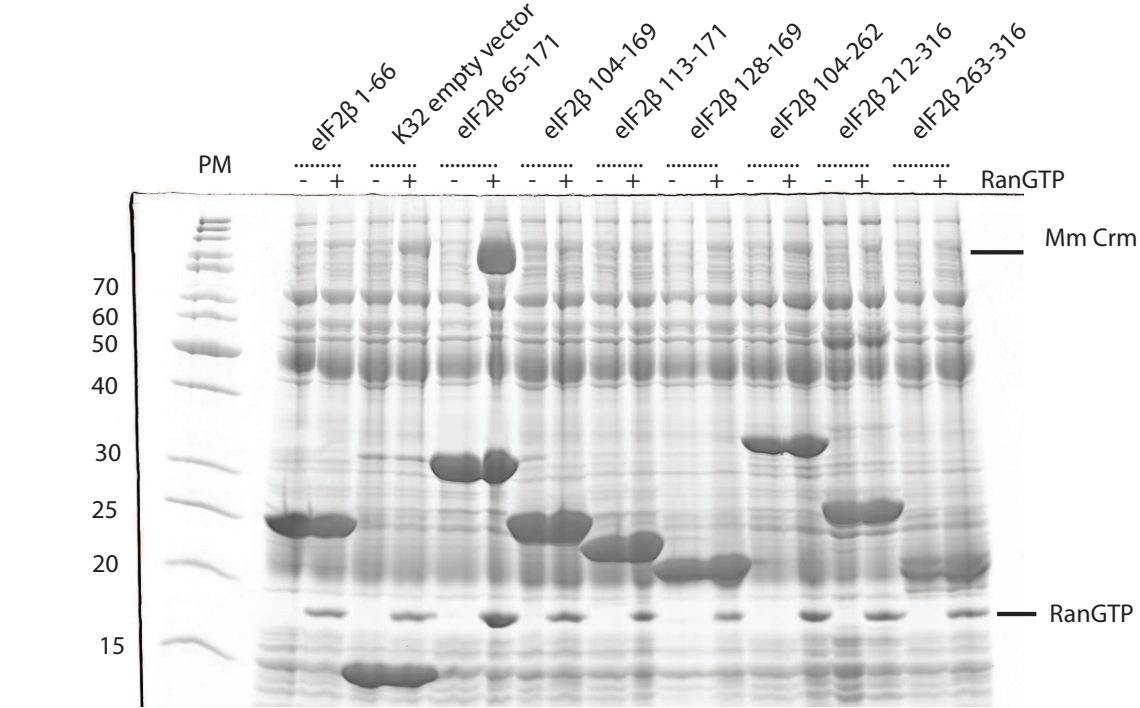 eIF2β 1-66
K32 empty vector
eIF2β 65-171
eIF2β 104-169
eIF2β 113-171
eIF2β 128-169
eIF2β 104-262
eIF2β 212-316
eIF2β 263-316
PM
- + - + - + - + - + - + - + - + - + RanGTP
Mm Crm
70
60
50
40
30
25
20
RanGTP
15